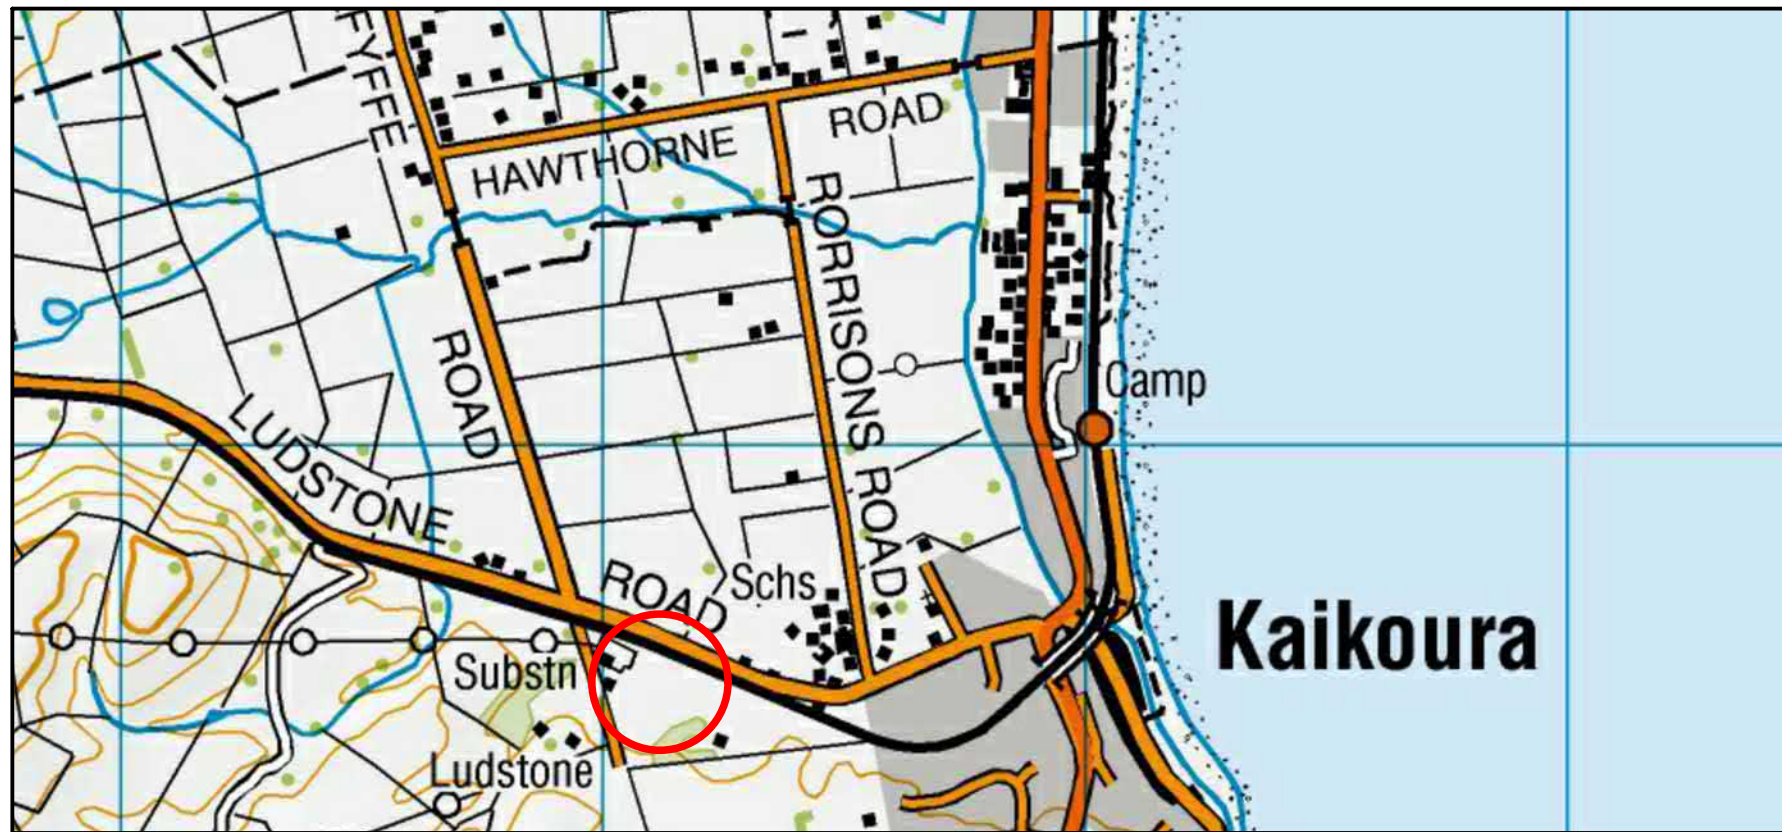 FYFFE
ROAD
HAWTHORNE
RORRISONS ROAD
ROAD
Camp
LUDSTONE
ROAD
Schs
Kaikoura
Substn
Ludstone